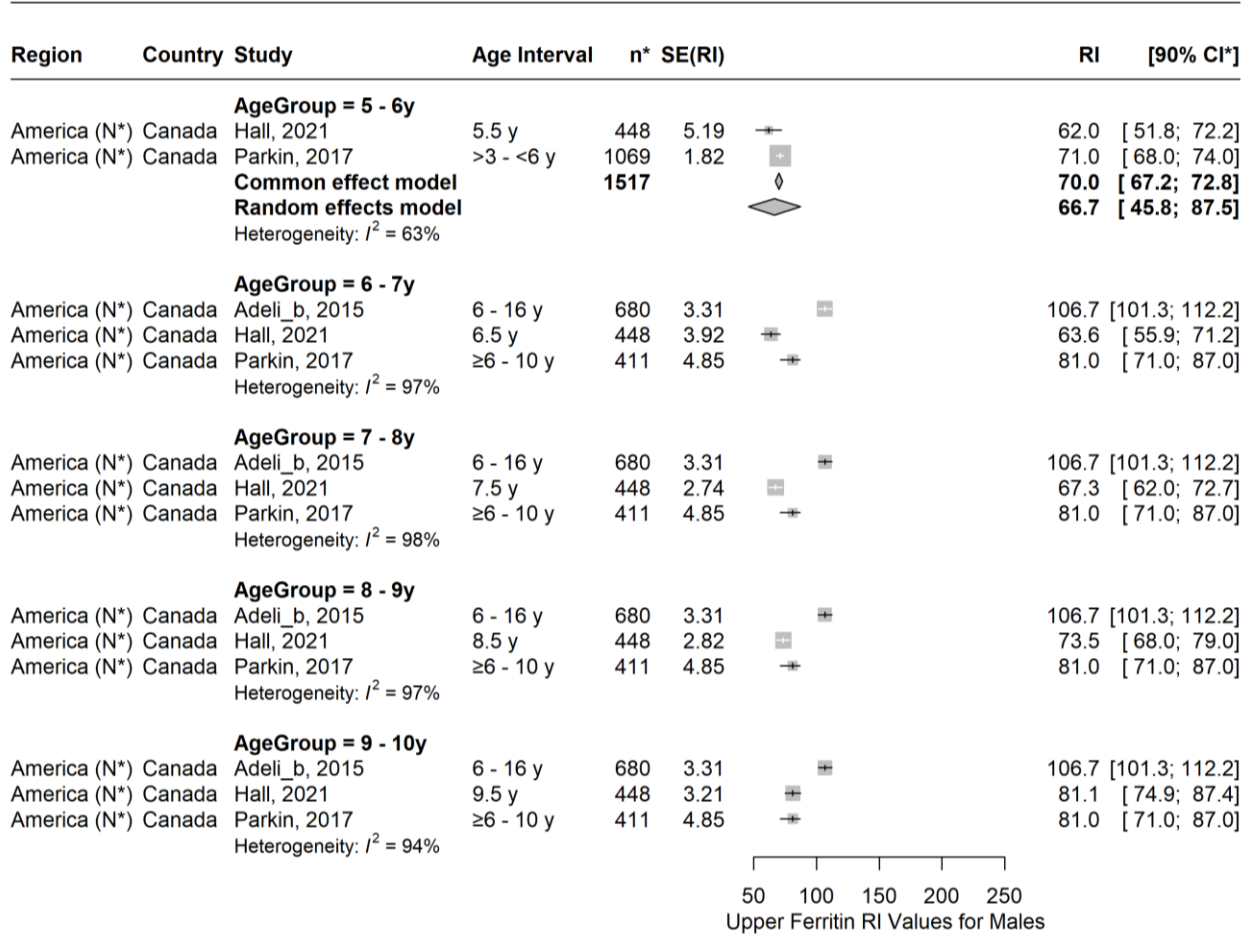 Region Country Study Age Interval n* SE(RI) RI [90% CI*]
AgeGroup = 5 - 6y
America (N*) Canada Hall, 2021 5.5 y 448 5.19 62.0 [ 51.8; 72.2]
America (N*) Canada Parkin, 2017 >3 - <6 y 1069 1.82 71.0 [ 68.0; 74.0]
Common effect model 1517 70.0 [ 67.2; 72.8]
Random effects model 66.7 [ 45.8; 87.5]
Heterogeneity: I² = 63%
AgeGroup = 6 - 7y
America (N*) Canada Adeli_b, 2015 6 - 16 y 680 3.31 106.7 [101.3; 112.2]
America (N*) Canada Hall, 2021 6.5 y 448 3.92 63.6 [ 55.9; 71.2]
America (N*) Canada Parkin, 2017 ≥6 - 10 y 411 4.85 81.0 [ 71.0; 87.0]
Heterogeneity: I² = 97%
AgeGroup = 7 - 8y
America (N*) Canada Adeli_b, 2015 6 - 16 y 680 3.31 106.7 [101.3; 112.2]
America (N*) Canada Hall, 2021 7.5 y 448 2.74 67.3 [ 62.0; 72.7]
America (N*) Canada Parkin, 2017 ≥6 - 10 y 411 4.85 81.0 [ 71.0; 87.0]
Heterogeneity: I² = 98%
AgeGroup = 8 - 9y
America (N*) Canada Adeli_b, 2015 6 - 16 y 680 3.31 106.7 [101.3; 112.2]
America (N*) Canada Hall, 2021 8.5 y 448 2.82 73.5 [ 68.0; 79.0]
America (N*) Canada Parkin, 2017 ≥6 - 10 y 411 4.85 81.0 [ 71.0; 87.0]
Heterogeneity: I² = 97%
AgeGroup = 9 - 10y
America (N*) Canada Adeli_b, 2015 6 - 16 y 680 3.31 106.7 [101.3; 112.2]
America (N*) Canada Hall, 2021 9.5 y 448 3.21 81.1 [ 74.9; 87.4]
America (N*) Canada Parkin, 2017 ≥6 - 10 y 411 4.85 81.0 [ 71.0; 87.0]
Heterogeneity: I² = 94%
50 100 150 200 250
Upper Ferritin RI Values for Males